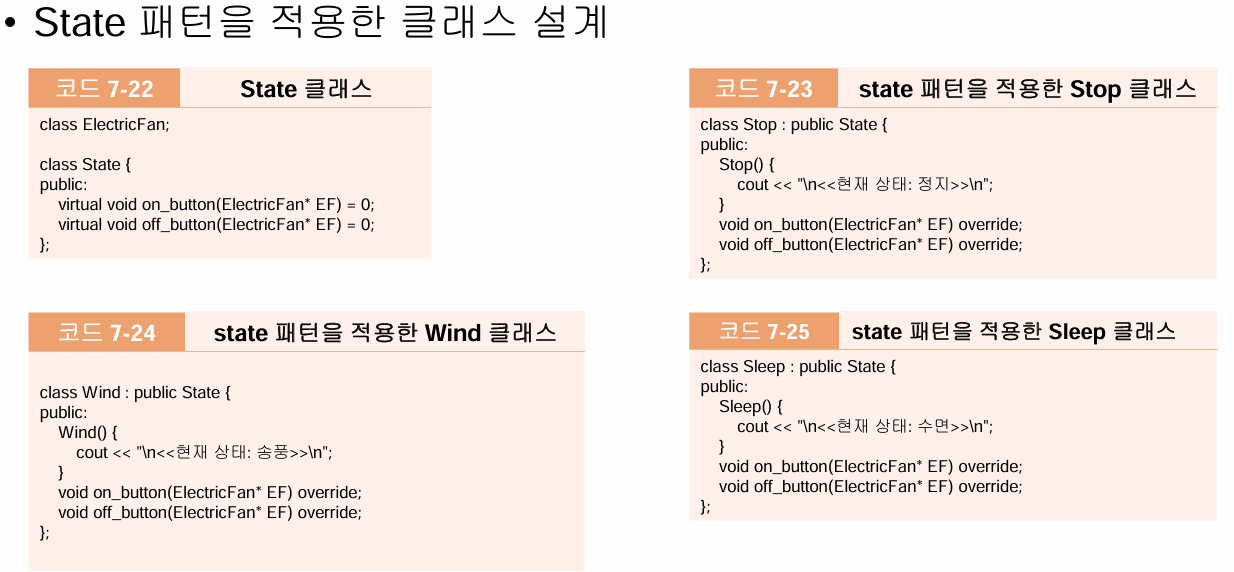 • State 패턴을 적용한 클래스 설계
코드 7-22 State 클래스
class ElectricFan;
class State {
public:
virtual void on_button(ElectricFan* EF) = 0;
virtual void off_button(ElectricFan* EF) = 0;
};
코드 7-23 state 패턴을 적용한 Stop 클래스
class Stop : public State {
public:
Stop() {
cout << "\n<<현재 상태: 정지>>\n";
}
void on_button(ElectricFan* EF) override;
void off_button(ElectricFan* EF) override;
};
코드 7-24 state 패턴을 적용한 Wind 클래스
class Wind : public State {
public:
Wind() {
cout << "\n<<현재 상태: 송풍>>\n";
}
void on_button(ElectricFan* EF) override;
void off_button(ElectricFan* EF) override;
};
코드 7-25 state 패턴을 적용한 Sleep 클래스
class Sleep : public State {
public:
Sleep() {
cout << "\n<<현재 상태: 수면>>\n";
}
void on_button(ElectricFan* EF) override;
void off_button(ElectricFan* EF) override;
};